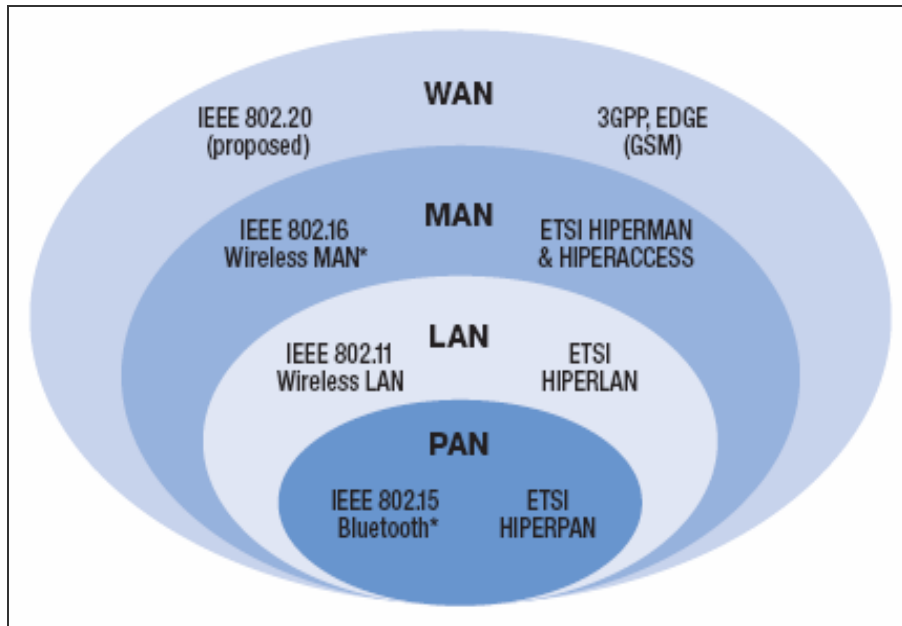 WAN
IEEE 802.20
(proposed)
3GPP, EDGE
(GSM)
MAN
IEEE 802.16
Wireless MAN*
ETSI HIPERMAN
& HIPERACCESS
LAN
IEEE 802.11
Wireless LAN
ETSI
HIPERLAN
PAN
IEEE 802.15
Bluetooth*
ETSI
HIPERPAN